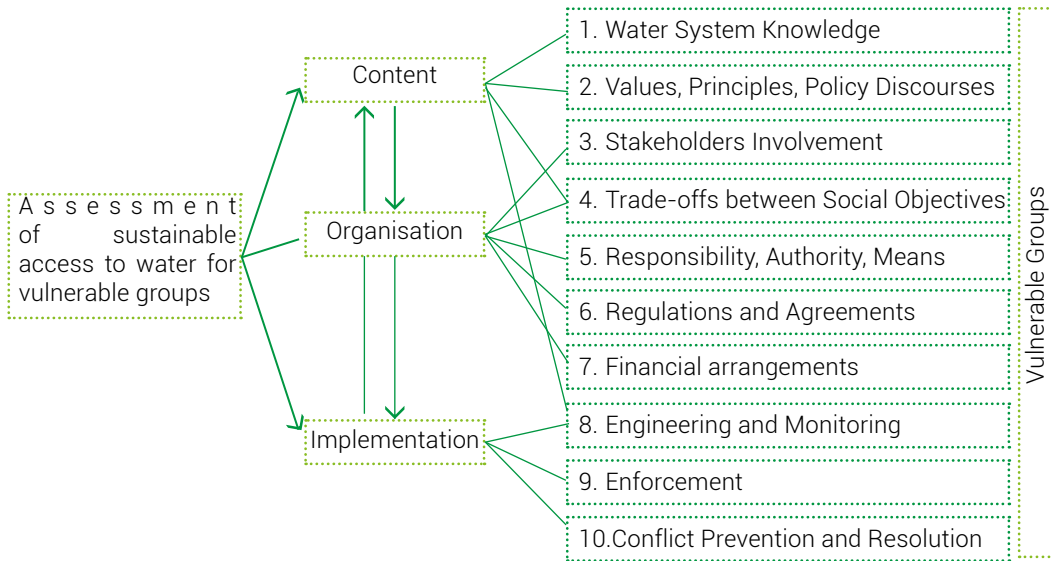 Assessment
of sustainable
access to water for
vulnerable groups
Content
Organisation
Implementation
1. Water System Knowledge
2. Values, Principles, Policy Discourses
3. Stakeholders Involvement
4. Trade-offs between Social Objectives
5. Responsibility, Authority, Means
6. Regulations and Agreements
7. Financial arrangements
8. Engineering and Monitoring
9. Enforcement
10.Conflict Prevention and Resolution
Vulnerable Groups